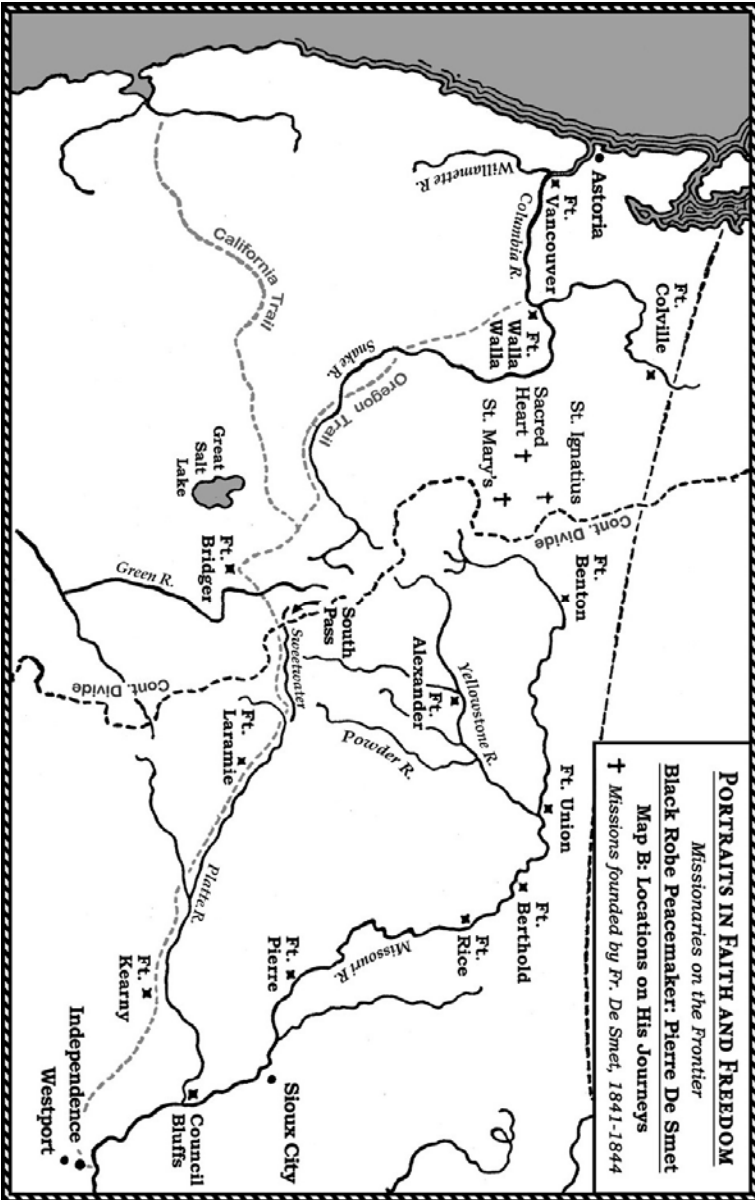 PORTRAITS IN FAITH AND FREEDOM
Missionaries on the Frontier
Black Robe Peacemaker: Pierre De Smet
Map B: Locations on His Journeys
✝ Missions founded by Fr. De Smet, 1841-1844
Astoria
Ft.
Vancouver
Willamette R.
Columbia R.
Ft.
Colville
Ft.
Walla
Walla
Snake R.
Oregon Trail
California Trail
St. Ignatius
Sacred
Heart
St. Mary's
Cont. Divide
Great
Salt
Lake
Ft.
Bridger
Green R.
South
Pass
Sweetwater
Cont. Divide
Ft.
Benton
Yellowstone R.
Ft.
Alexander
Powder R.
Ft.
Laramie
Ft. Union
Ft.
Berthold
Ft.
Rice
Missouri R.
Ft.
Pierre
Platte R.
Ft.
Kearny
Sioux City
Council
Bluffs
Independence
Westport